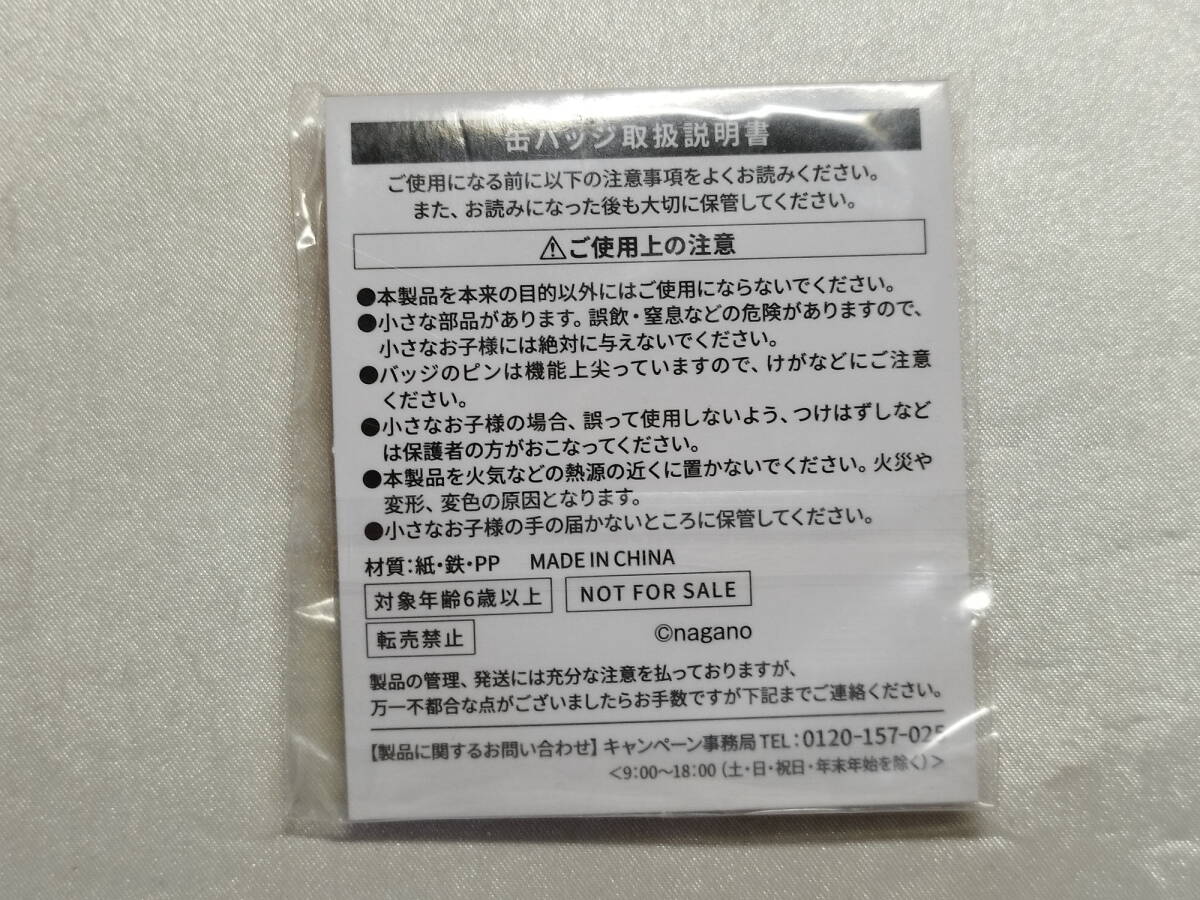 缶バッジ取扱説明書
ご使用になる前に以下の注意事項をよくお読みください。
また、お読みになった後も大切に保管してください。
⚠ご使用上の注意
●本製品を本来の目的以外にはご使用にならないでください。
●小さな部品があります。誤飲・窒息などの危険がありますので、
小さなお子様には絶対に与えないでください。
●バッジのピンは機能上尖っていますので、けがなどにご注意
ください。
●小さなお子様の場合、誤って使用しないよう、つけはずしなど
は保護者の方がおこなってください。
●本製品を火気などの熱源の近くに置かないでください。火災や
変形、変色の原因となります。
●小さなお子様の手の届かないところに保管してください。
材質：紙・鉄・PP MADE IN CHINA
対象年齢6歳以上 NOT FOR SALE
転売禁止 ©nagano
製品の管理、発送には充分な注意を払っておりますが、
万一不都合な点がございましたらお手数ですが下記までご連絡ください。
【製品に関するお問い合わせ】キャンペーン事務局 TEL：0120-157-025
＜9：00～18：00（土・日・祝日・年末年始を除く）＞